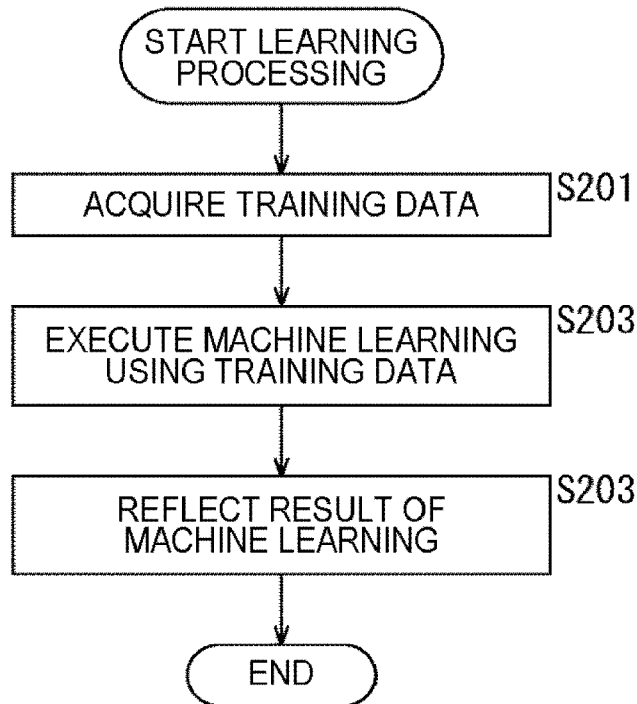 START LEARNING
PROCESSING
ACQUIRE TRAINING DATA
S201
EXECUTE MACHINE LEARNING
USING TRAINING DATA
S203
REFLECT RESULT OF
MACHINE LEARNING
S203
END